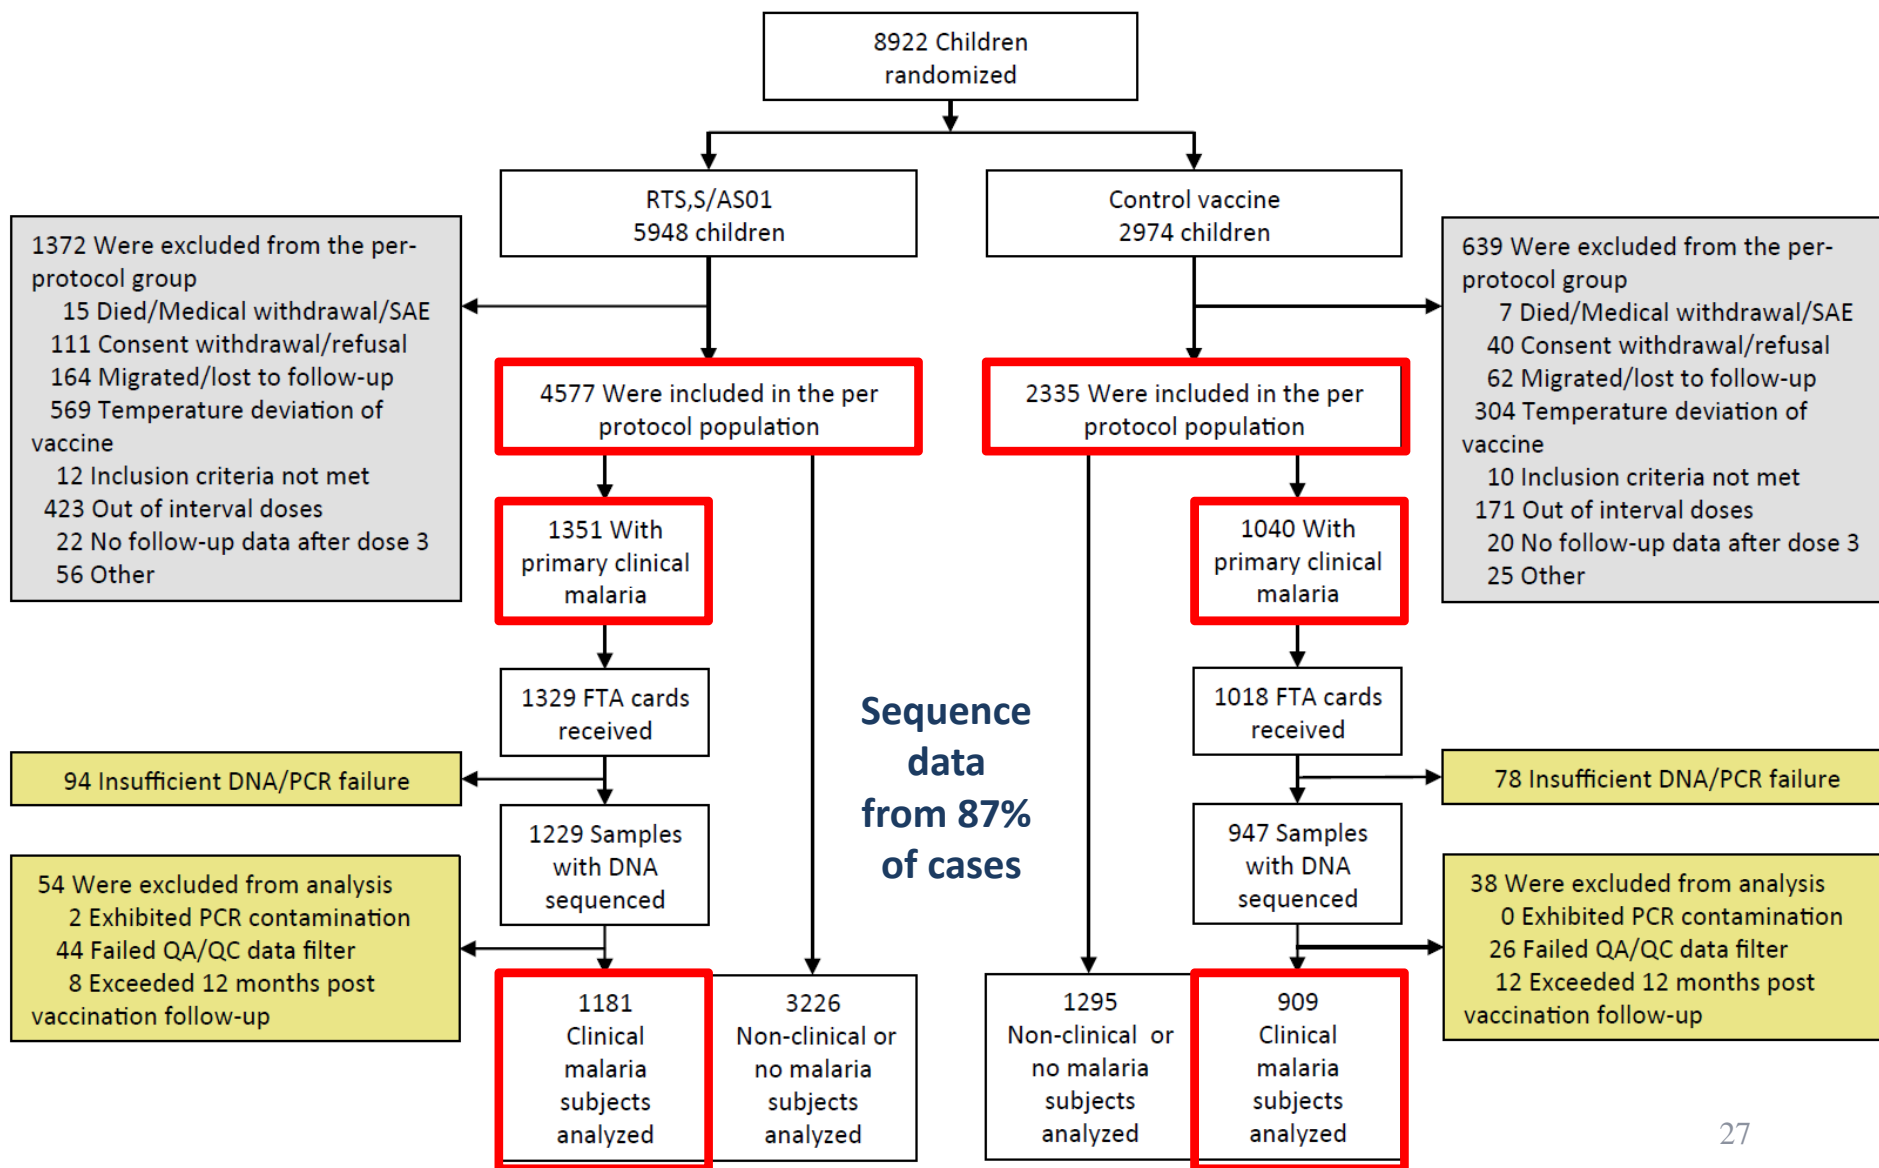 8922 Children
randomized
RTS,S/AS01
5948 children
Control vaccine
2974 children
1372 Were excluded from the per-
protocol group
15 Died/Medical withdrawal/SAE
111 Consent withdrawal/refusal
164 Migrated/lost to follow-up
569 Temperature deviation of
vaccine
12 Inclusion criteria not met
423 Out of interval doses
22 No follow-up data after dose 3
56 Other
639 Were excluded from the per-
protocol group
7 Died/Medical withdrawal/SAE
40 Consent withdrawal/refusal
62 Migrated/lost to follow-up
304 Temperature deviation of
vaccine
10 Inclusion criteria not met
171 Out of interval doses
20 No follow-up data after dose 3
25 Other
4577 Were included in the per
protocol population
2335 Were included in the per
protocol population
1351 With
primary clinical
malaria
1040 With
primary clinical
malaria
1329 FTA cards
received
1018 FTA cards
received
Sequence
data
from 87%
of cases
94 Insufficient DNA/PCR failure
78 Insufficient DNA/PCR failure
1229 Samples
with DNA
sequenced
947 Samples
with DNA
sequenced
54 Were excluded from analysis
2 Exhibited PCR contamination
44 Failed QA/QC data filter
8 Exceeded 12 months post
vaccination follow-up
38 Were excluded from analysis
0 Exhibited PCR contamination
26 Failed QA/QC data filter
12 Exceeded 12 months post
vaccination follow-up
1181
Clinical
malaria
subjects
analyzed
3226
Non-clinical or
no malaria
subjects
analyzed
1295
Non-clinical or
no malaria
subjects
analyzed
909
Clinical
malaria
subjects
analyzed
27